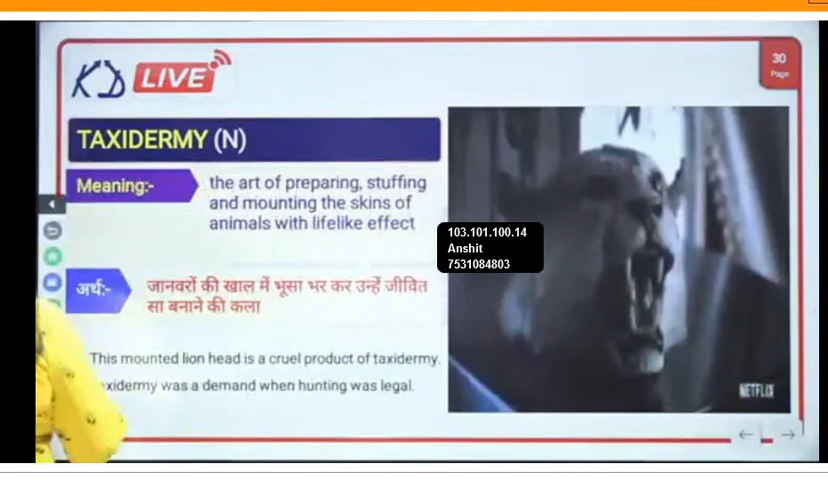 KD LIVE
30
Page
TAXIDERMY (N)
Meaning:-
the art of preparing, stuffing
and mounting the skins of
animals with lifelike effect
103.101.100.14
Anshit
7531084803
अर्थ:-
जानवरों की खाल में भूसा भर कर उन्हें जीवित
सा बनाने की कला
This mounted lion head is a cruel product of taxidermy.
xidermy was a demand when hunting was legal.
NETFLIX